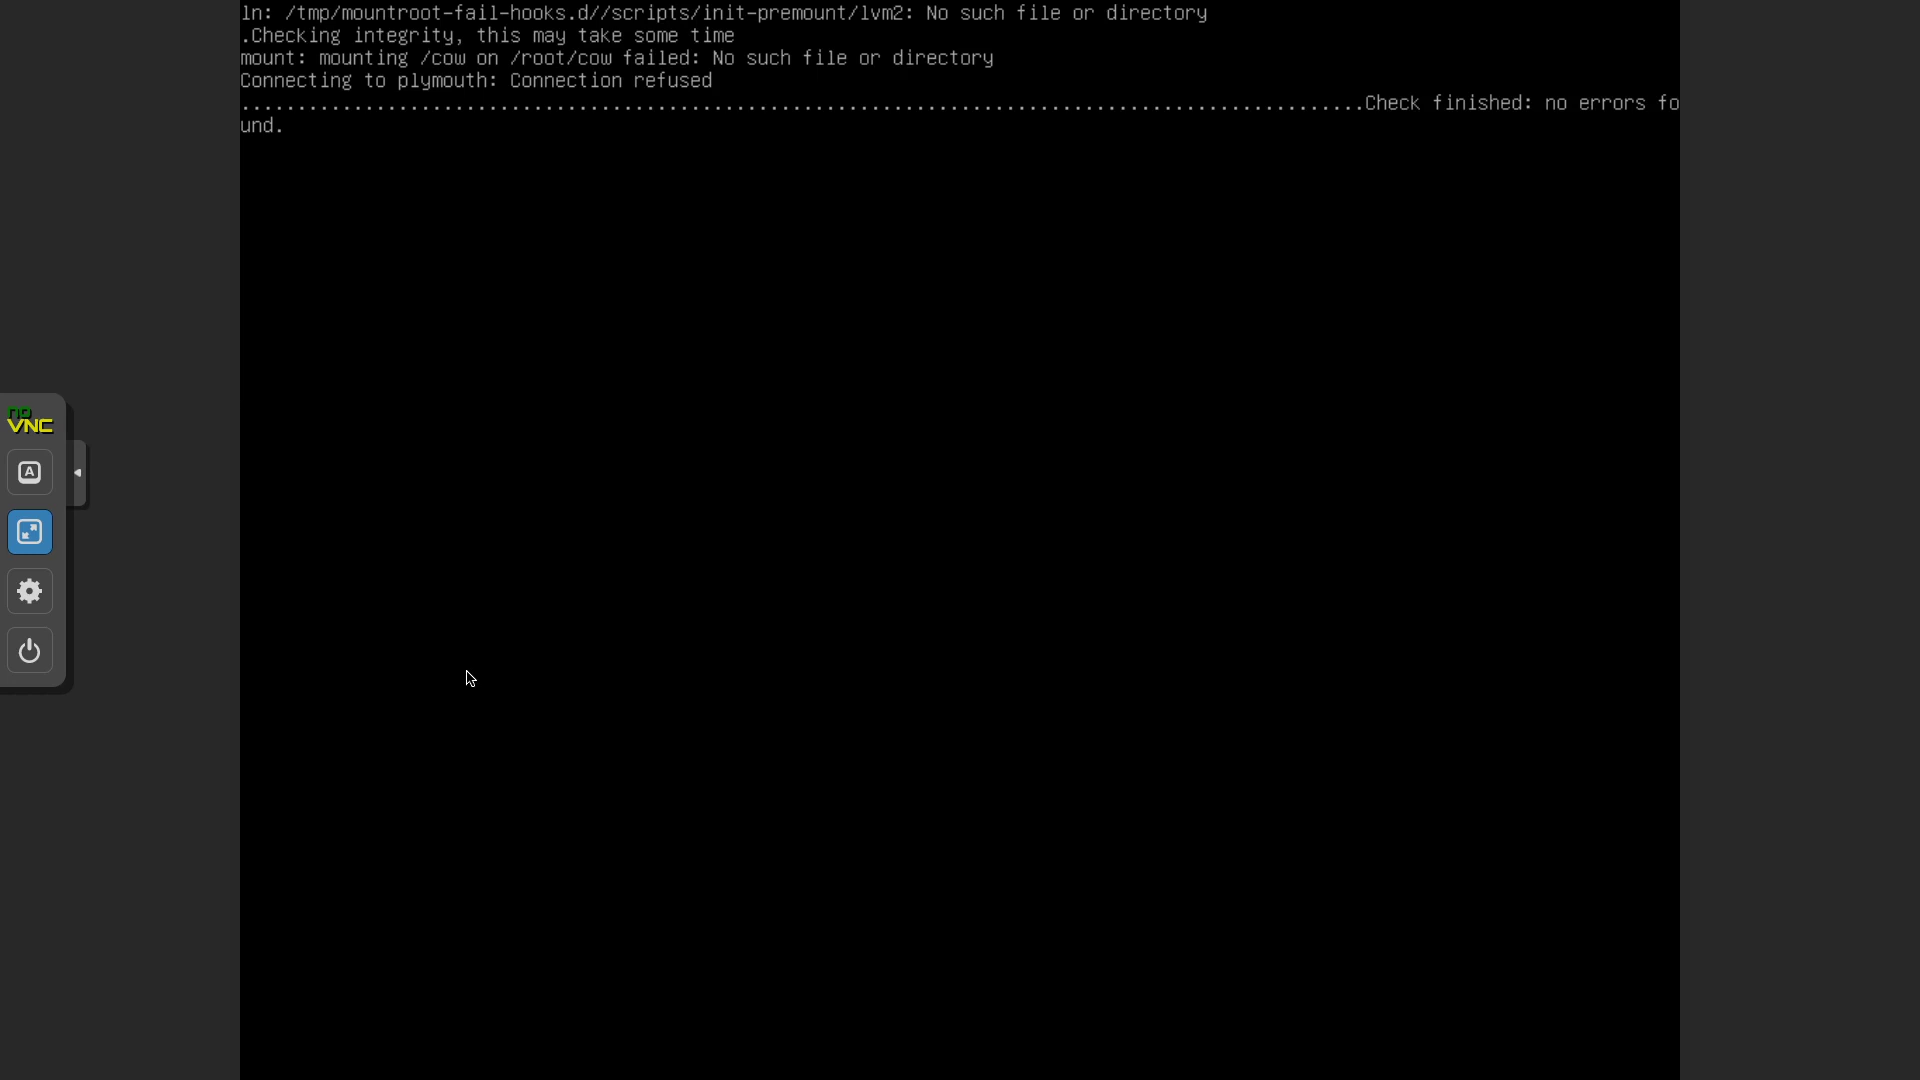 ln: /tmp/mountroot-fail-hooks.d//scripts/init-premount/lvm2: No such file or directory
.Checking integrity, this may take some time
mount: mounting /cow on /root/cow failed: No such file or directory
Connecting to plymouth: Connection refused
....................................................................................................Check finished: no errors fo
und.
no
VNC
A